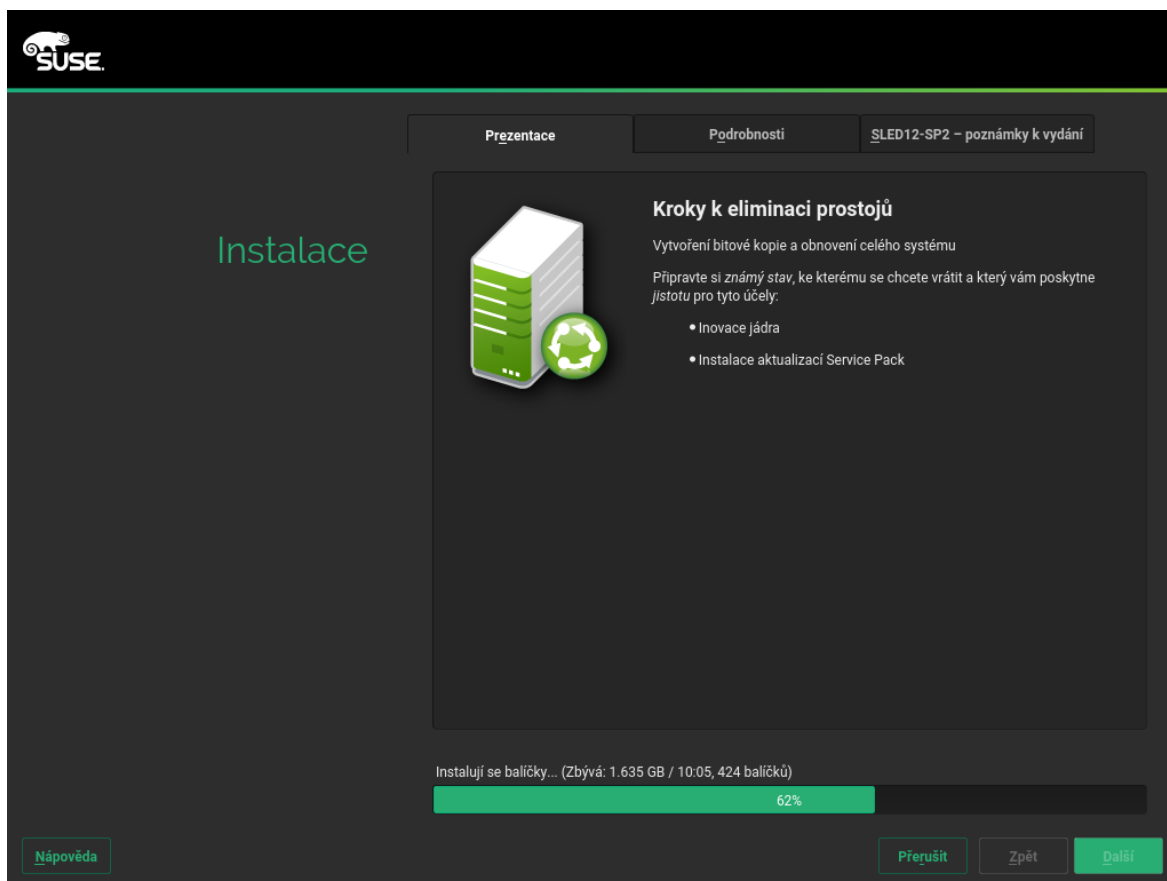 SUSE.
Prezentace
Podrobnosti
SLED12-SP2 – poznámky k vydání
Instalace
Kroky k eliminaci prostojů
Vytvoření bitové kopie a obnovení celého systému
Připravte si známý stav, ke kterému se chcete vrátit a který vám poskytne
jistotu pro tyto účely:
• Inovace jádra
• Instalace aktualizací Service Pack
Instalují se balíčky... (Zbývá: 1.635 GB / 10:05, 424 balíčků)
62%
Nápověda
Přerušit
Zpět
Další